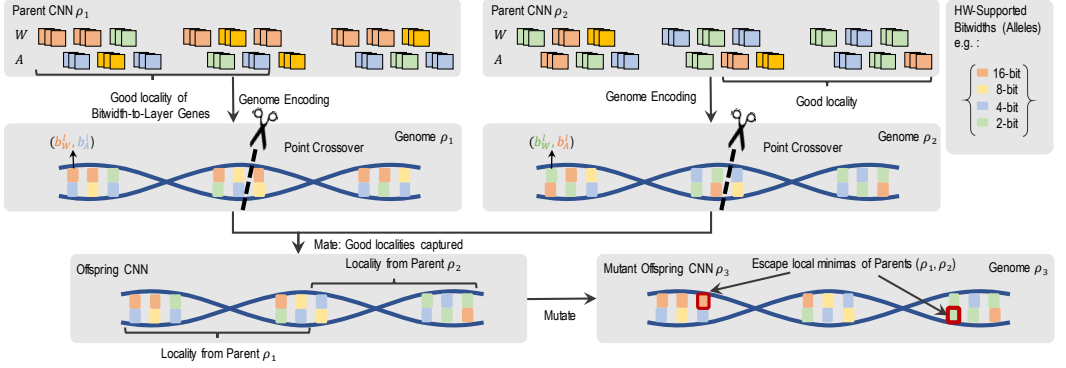 Parent CNN ρ₁
W
A
Good locality of
Bitwidth-to-Layer Genes
Genome Encoding
Parent CNN ρ₂
W
A
Genome Encoding
Good locality
HW-Supported
Bitwidths (Alleles)
e.g. :
16-bit
8-bit
4-bit
2-bit
Genome ρ₁
(b_W^l, b_A^l)
Point Crossover
Genome ρ₂
(b_W^l, b_A^l)
Point Crossover
Mate: Good localities captured
Offspring CNN
Locality from Parent ρ₂
Locality from Parent ρ₁
Mutate
Mutant Offspring CNN ρ₃
Escape local minimas of Parents (ρ₁, ρ₂)
Genome ρ₃